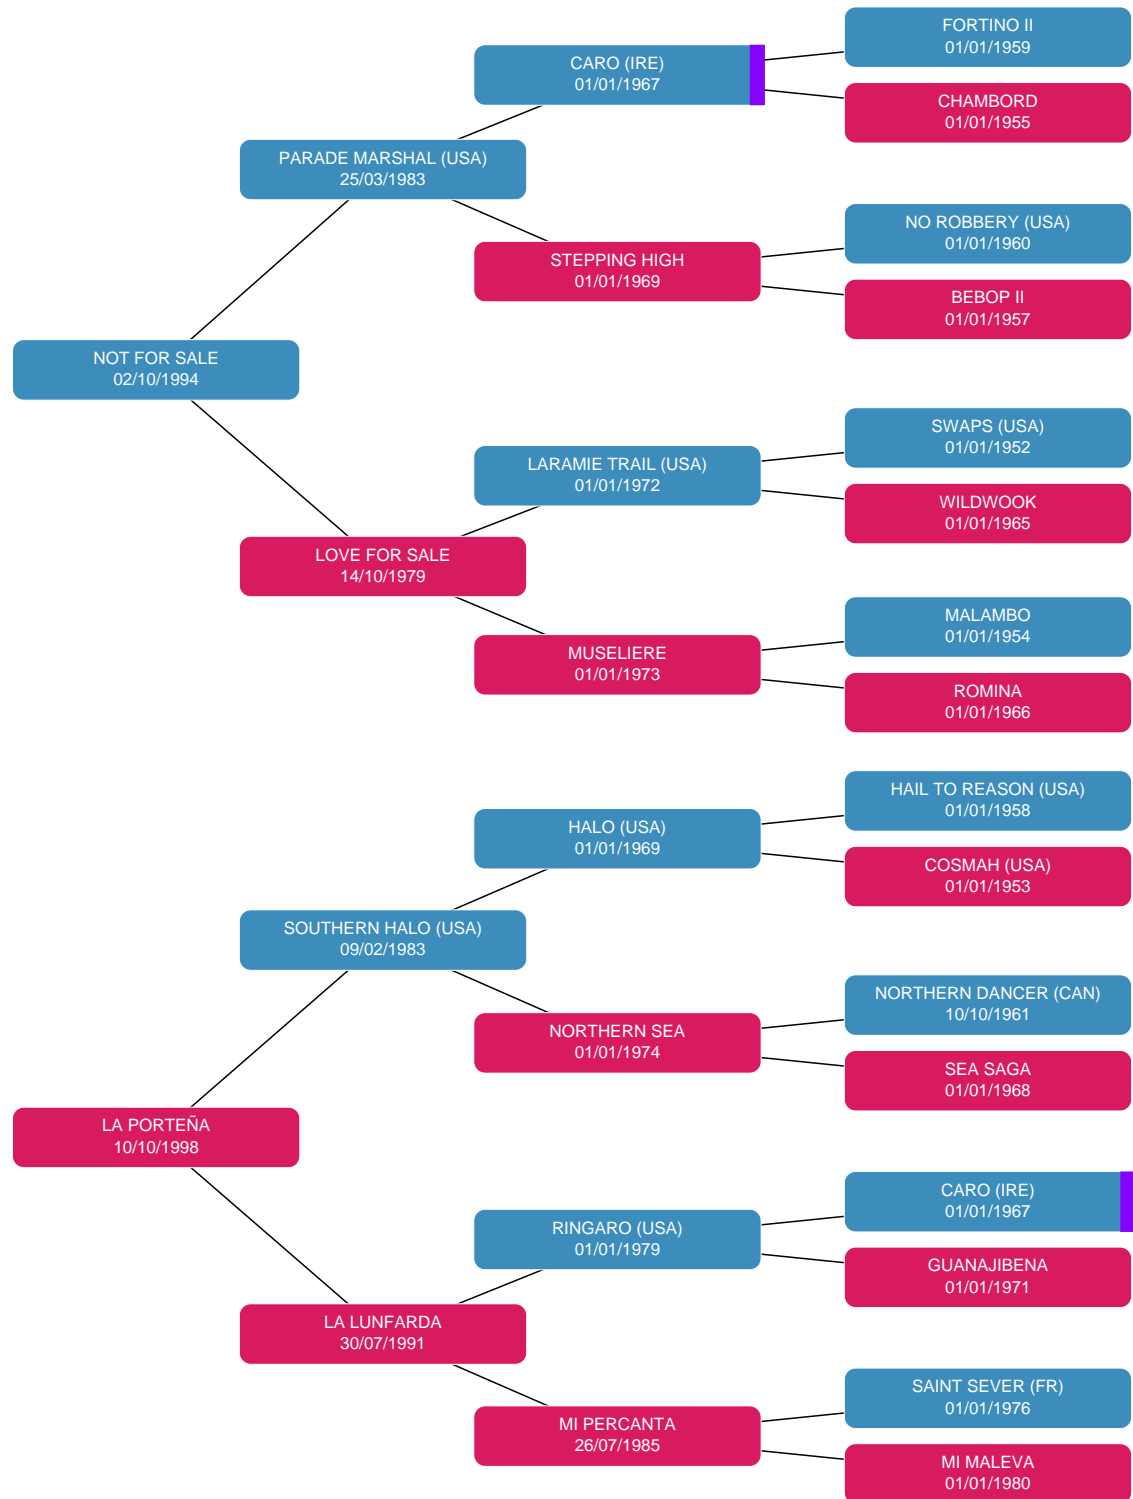 FORTINO II
01/01/1959
CARO (IRE)
01/01/1967
CHAMBORD
01/01/1955
PARADE MARSHAL (USA)
25/03/1983
NO ROBBERY (USA)
01/01/1960
STEPPING HIGH
01/01/1969
BEBOP II
01/01/1957
NOT FOR SALE
02/10/1994
SWAPS (USA)
01/01/1952
LARAMIE TRAIL (USA)
01/01/1972
WILDWOOK
01/01/1965
LOVE FOR SALE
14/10/1979
MALAMBO
01/01/1954
MUSELIERE
01/01/1973
ROMINA
01/01/1966
HAIL TO REASON (USA)
01/01/1958
HALO (USA)
01/01/1969
COSMAH (USA)
01/01/1953
SOUTHERN HALO (USA)
09/02/1983
NORTHERN DANCER (CAN)
10/10/1961
NORTHERN SEA
01/01/1974
SEA SAGA
01/01/1968
LA PORTEÑA
10/10/1998
CARO (IRE)
01/01/1967
RINGARO (USA)
01/01/1979
GUANAJIBENA
01/01/1971
LA LUNFARDA
30/07/1991
SAINT SEVER (FR)
01/01/1976
MI PERCANTA
26/07/1985
MI MALEVA
01/01/1980